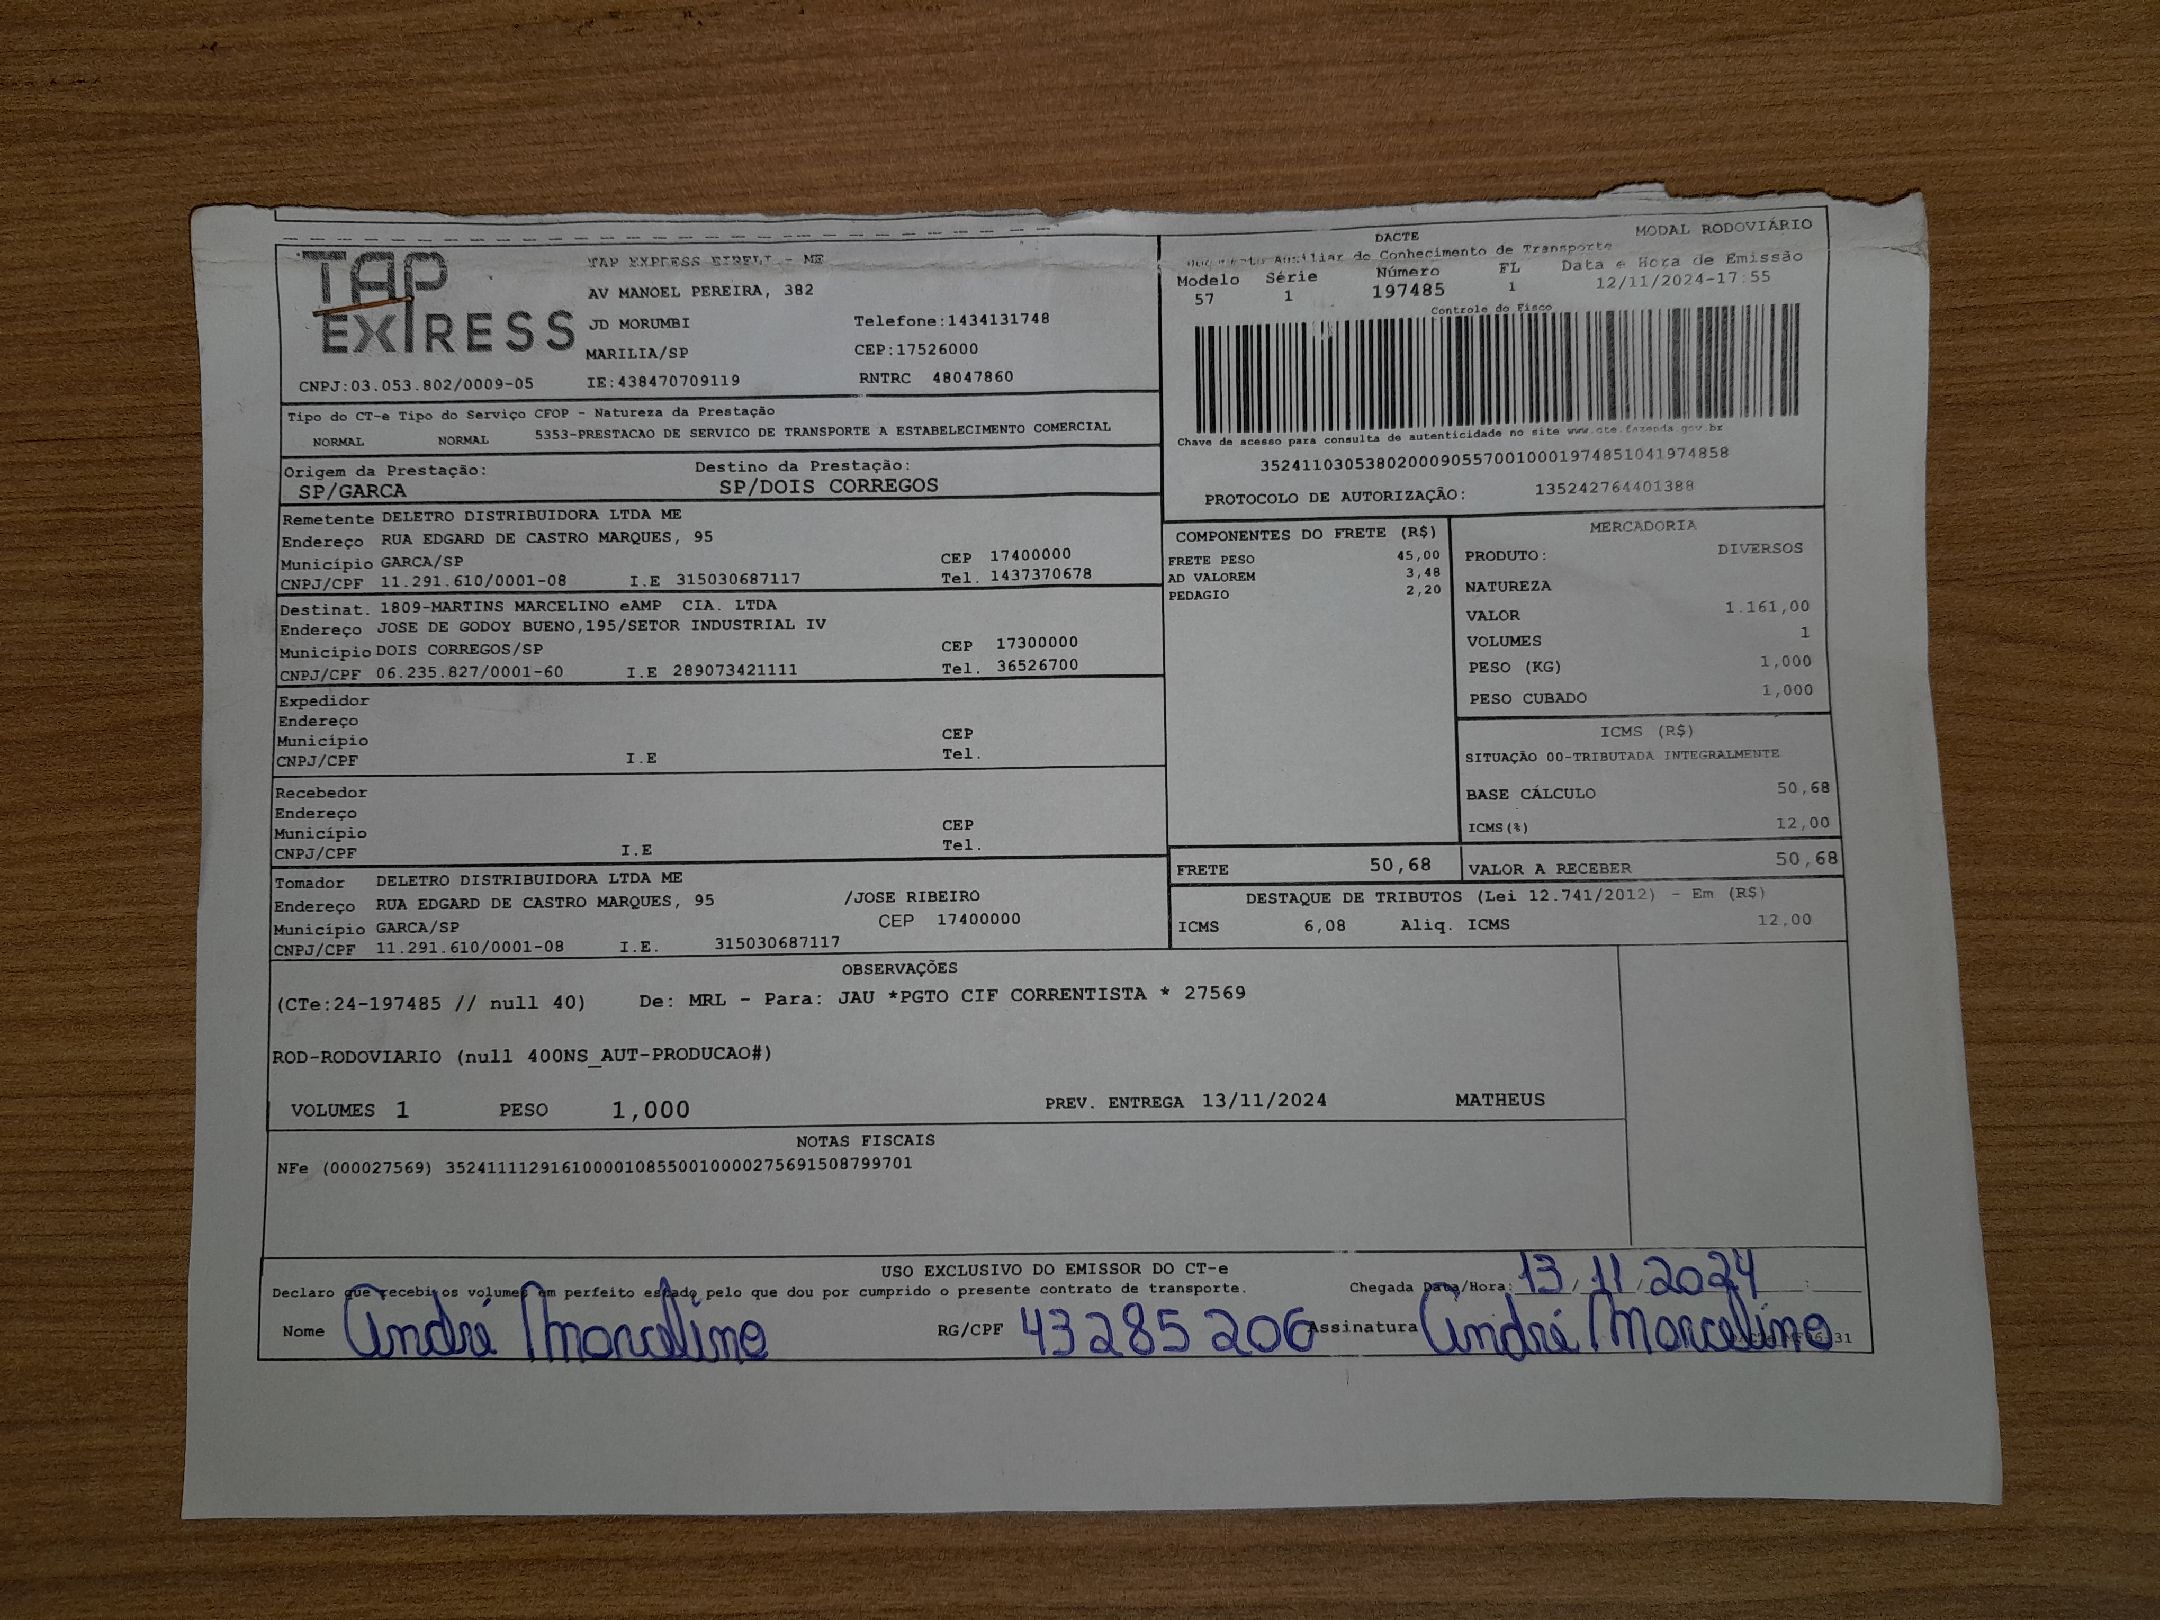 TAP
EXPRESS
TAP EXPRESS EIRELI - ME
AV MANOEL PEREIRA, 382
JD MORUMBI Telefone:1434131748
MARILIA/SP CEP:17526000
CNPJ:03.053.802/0009-05 IE:438470709119 RNTRC 48047860
DACTE MODAL RODOVIÁRIO
Documento Auxiliar do Conhecimento de Transporte
Modelo Série Número FL Data e Hora de Emissão
57 1 197485 1 12/11/2024-17:55
Controle do Fisco
Chave de acesso para consulta de autenticidade no site www.cte.fazenda.gov.br
35241103053802000905570010001974851041974858
PROTOCOLO DE AUTORIZAÇÃO: 135242764401388
Tipo do CT-e Tipo do Serviço CFOP - Natureza da Prestação
NORMAL NORMAL 5353-PRESTACAO DE SERVICO DE TRANSPORTE A ESTABELECIMENTO COMERCIAL
Origem da Prestação: Destino da Prestação:
SP/GARCA SP/DOIS CORREGOS
Remetente DELETRO DISTRIBUIDORA LTDA ME
Endereço RUA EDGARD DE CASTRO MARQUES, 95
Município GARCA/SP CEP 17400000
CNPJ/CPF 11.291.610/0001-08 I.E 315030687117 Tel. 1437370678
Destinat. 1809-MARTINS MARCELINO eAMP CIA. LTDA
Endereço JOSE DE GODOY BUENO,195/SETOR INDUSTRIAL IV
Município DOIS CORREGOS/SP CEP 17300000
CNPJ/CPF 06.235.827/0001-60 I.E 289073421111 Tel. 36526700
Expedidor
Endereço
Município CEP
CNPJ/CPF I.E Tel.
Recebedor
Endereço
Município CEP
CNPJ/CPF I.E Tel.
Tomador DELETRO DISTRIBUIDORA LTDA ME
Endereço RUA EDGARD DE CASTRO MARQUES, 95 /JOSE RIBEIRO
Município GARCA/SP CEP 17400000
CNPJ/CPF 11.291.610/0001-08 I.E. 315030687117
COMPONENTES DO FRETE (R$)
FRETE PESO 45,00
AD VALOREM 3,48
PEDAGIO 2,20
MERCADORIA
PRODUTO: DIVERSOS
NATUREZA
VALOR 1.161,00
VOLUMES 1
PESO (KG) 1,000
PESO CUBADO 1,000
ICMS (R$)
SITUAÇÃO 00-TRIBUTADA INTEGRALMENTE
BASE CÁLCULO 50,68
ICMS(%) 12,00
FRETE 50,68 VALOR A RECEBER 50,68
DESTAQUE DE TRIBUTOS (Lei 12.741/2012) - Em (R$)
ICMS 6,08 Aliq. ICMS 12,00
OBSERVAÇÕES
(CTe:24-197485 // null 40) De: MRL - Para: JAU *PGTO CIF CORRENTISTA * 27569
ROD-RODOVIARIO (null 400NS_AUT-PRODUCAO#)
VOLUMES 1 PESO 1,000 PREV. ENTREGA 13/11/2024 MATHEUS
NOTAS FISCAIS
NFe (000027569) 35241111291610000108550010000275691508799701
USO EXCLUSIVO DO EMISSOR DO CT-e
Declaro que recebi os volumes em perfeito estado pelo que dou por cumprido o presente contrato de transporte. Chegada Data/Hora: 13/11/2024 :
Nome André Marcelino RG/CPF 43285206 Assinatura André Marcelino